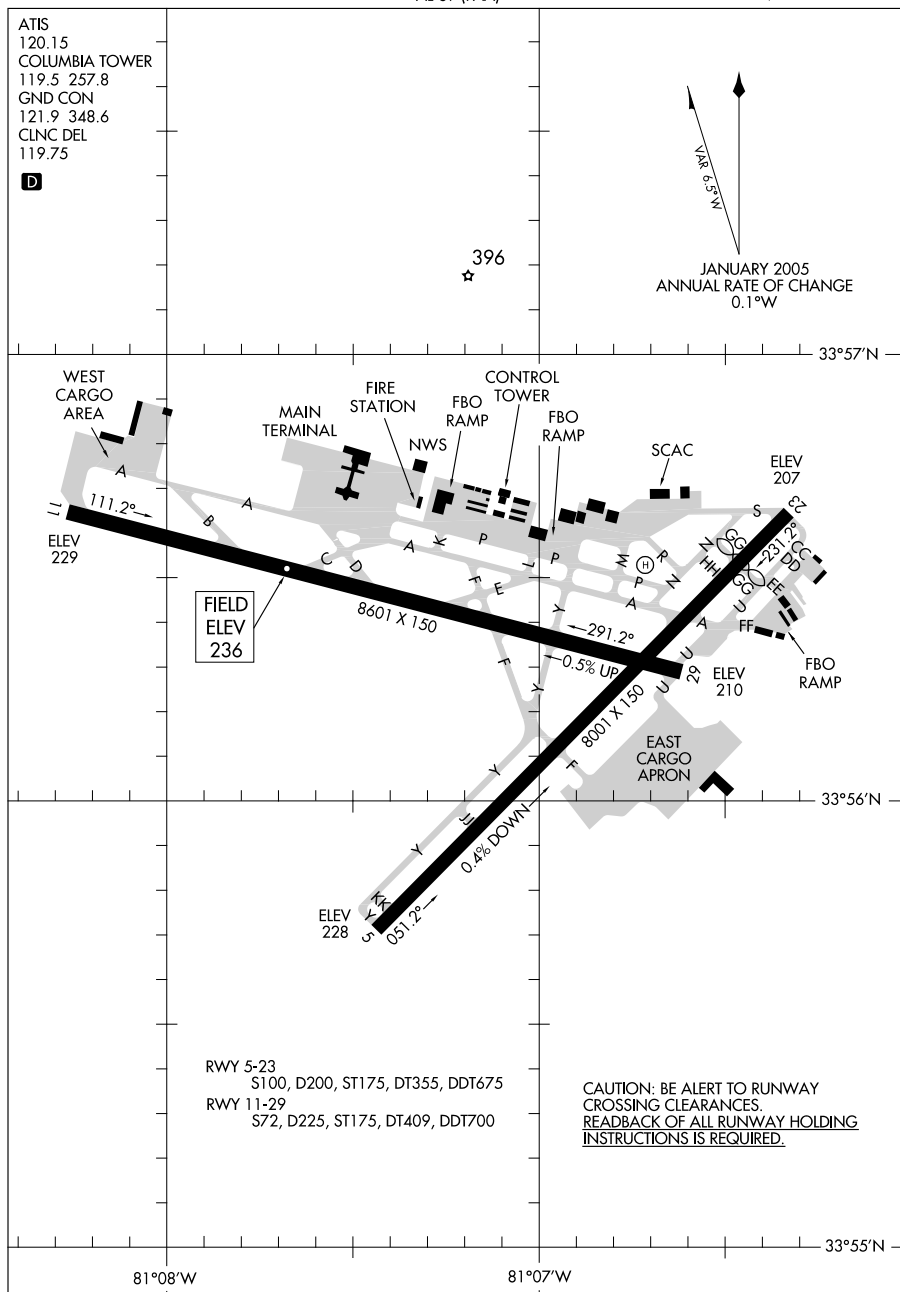 ATIS
120.15
COLUMBIA TOWER
119.5 257.8
GND CON
121.9 348.6
CLNC DEL
119.75
D
VAR 6.5°W
396
JANUARY 2005
ANNUAL RATE OF CHANGE
0.1°W
33°57'N
WEST
CARGO
AREA
MAIN
TERMINAL
FIRE
STATION
NWS
FBO
RAMP
CONTROL
TOWER
FBO
RAMP
SCAC
ELEV
207
23
A
A
B
C
D
A
K
P
L
P
F
E
Y
M
P
H
R
N
A
N
HH
GG
GG
S
231.2°
CC
DD
EE
U
A
FF
U
U
FBO
RAMP
11
111.2°
ELEV
229
FIELD
ELEV
236
8601 X 150
291.2°
0.5% UP
29
ELEV
210
F
Y
8001 X 150
EAST
CARGO
APRON
F
Y
JJ
Y
0.4% DOWN
33°56'N
KK
Y
5
051.2°
ELEV
228
RWY 5-23
S100, D200, ST175, DT355, DDT675
RWY 11-29
S72, D225, ST175, DT409, DDT700
CAUTION: BE ALERT TO RUNWAY
CROSSING CLEARANCES.
READBACK OF ALL RUNWAY HOLDING
INSTRUCTIONS IS REQUIRED.
33°55'N
81°08'W
81°07'W